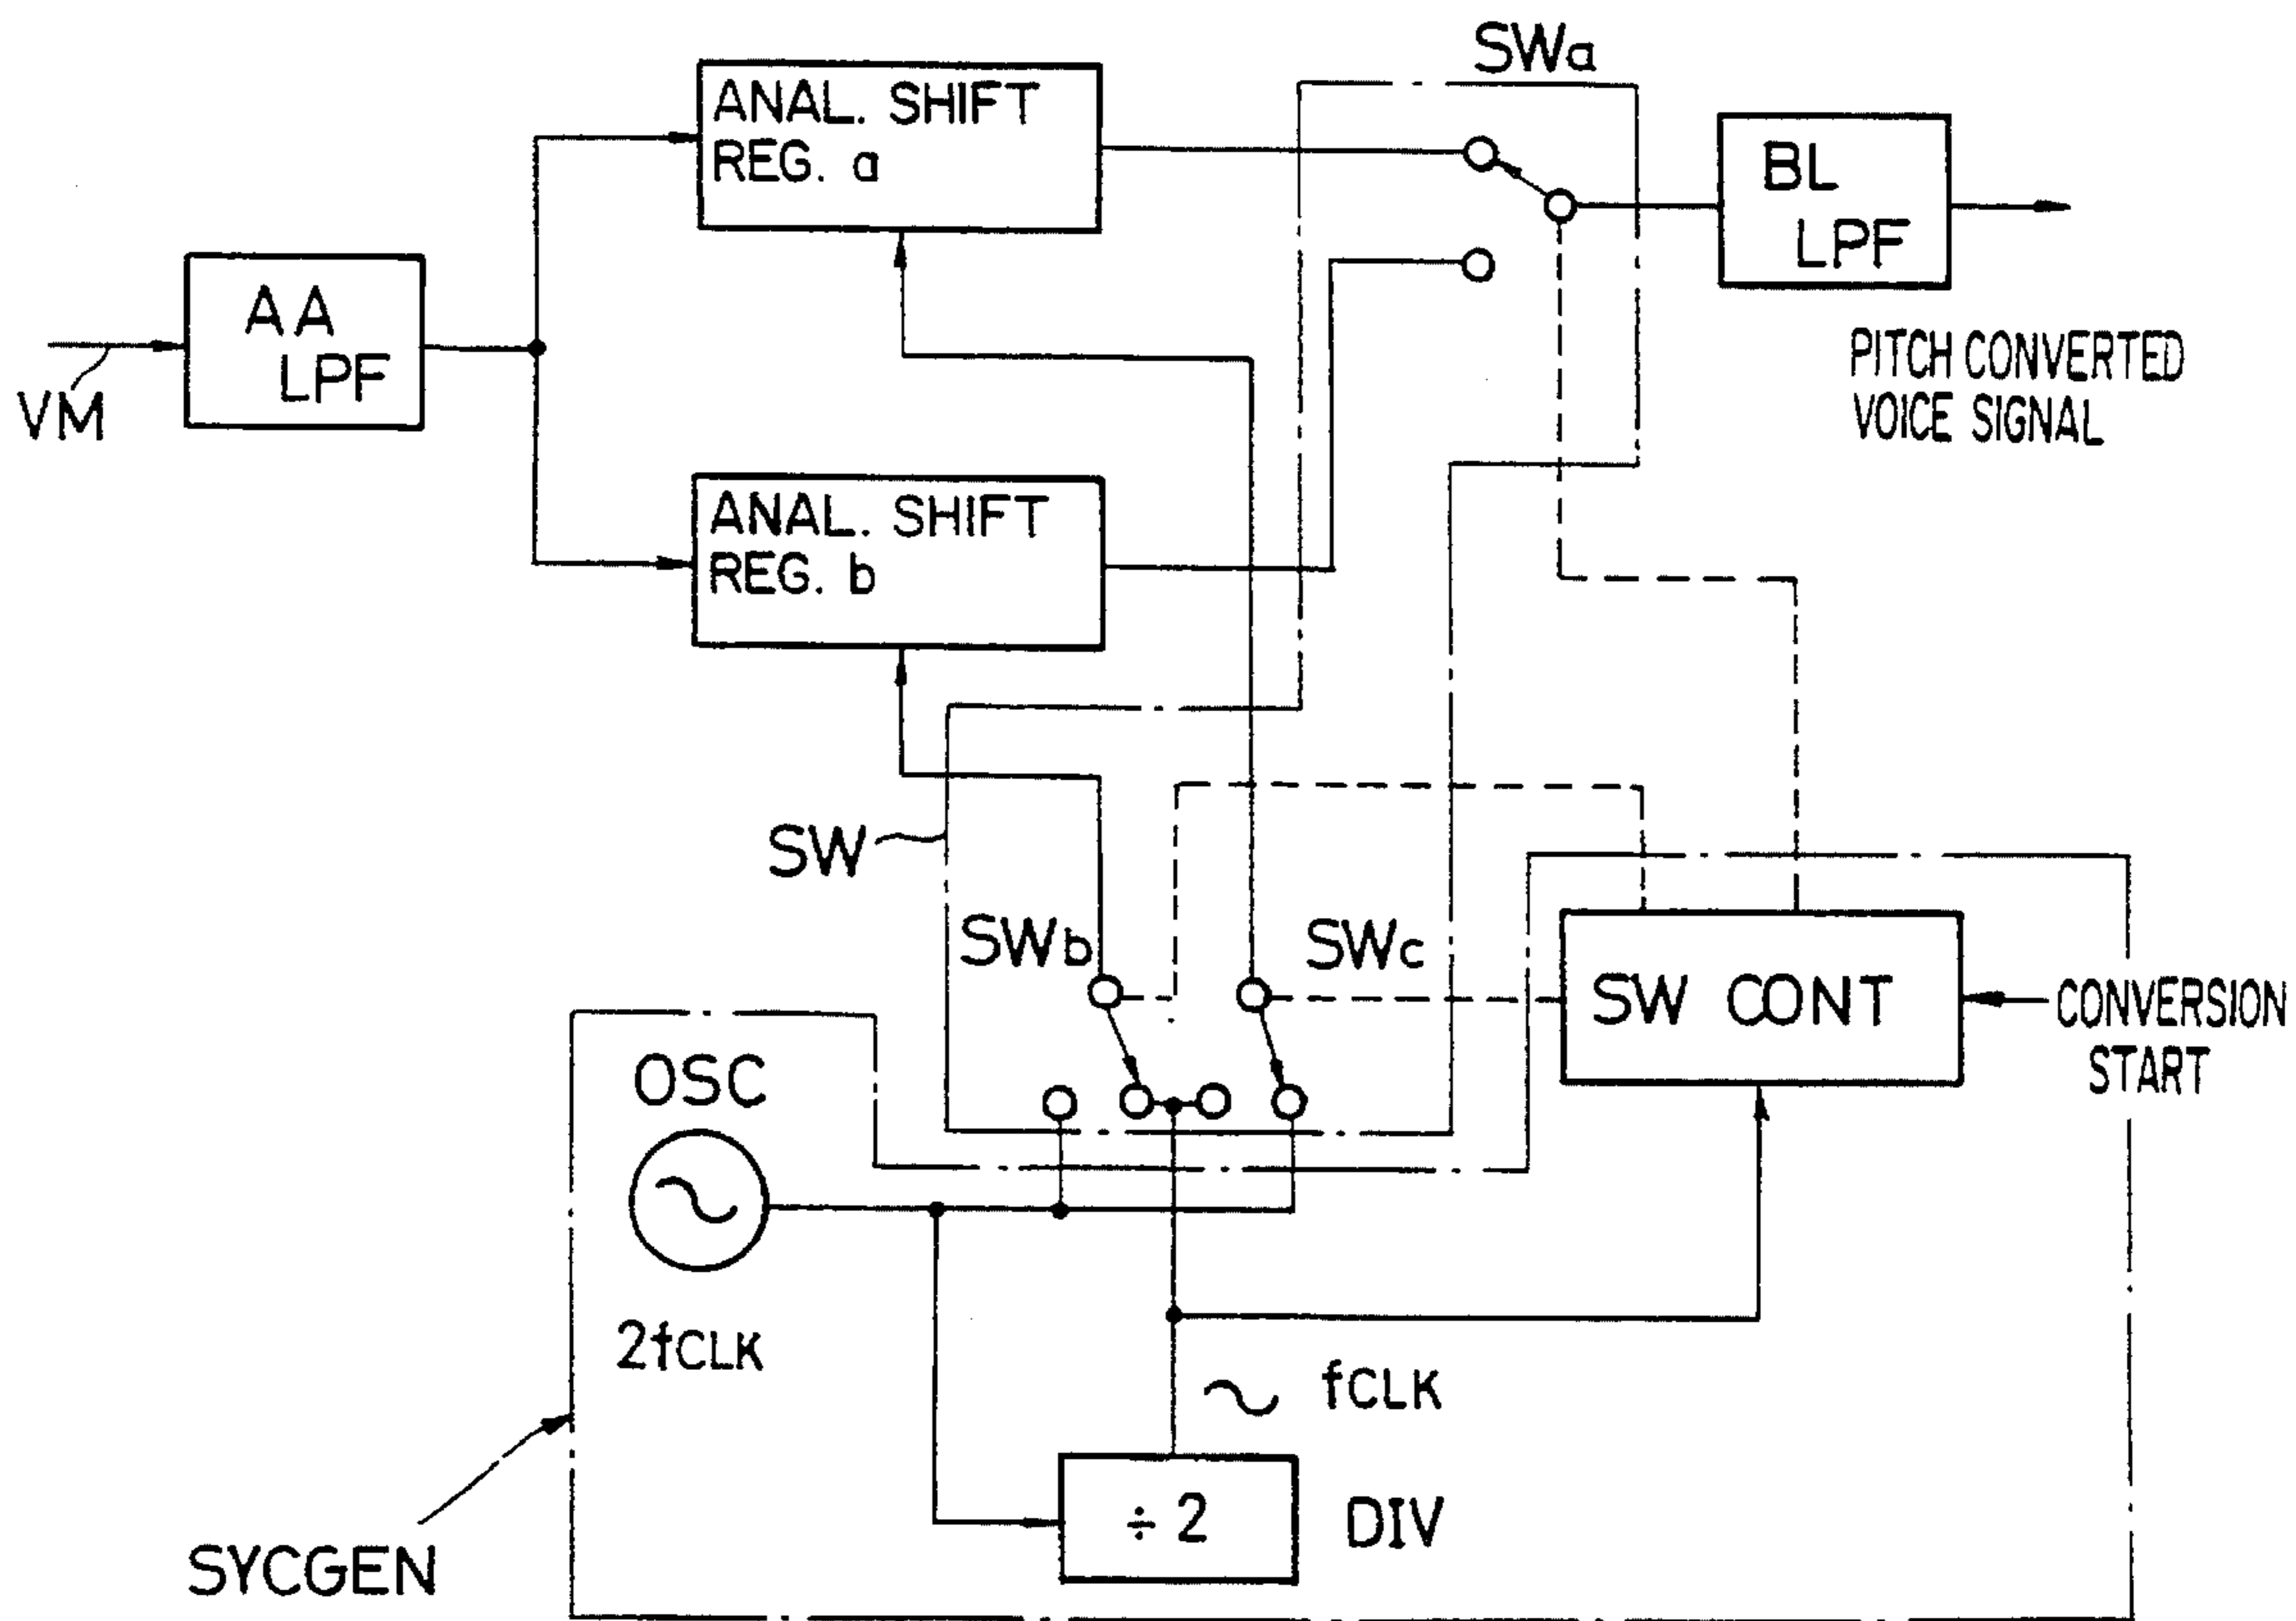 SWa
ANAL. SHIFT
REG. a
BL
LPF
AA
LPF
VM
PITCH CONVERTED
VOICE SIGNAL
ANAL. SHIFT
REG. b
SW
SWb
SWc
SW CONT
CONVERSION
START
OSC
~
2fCLK
~ fCLK
÷2
DIV
SYCGEN